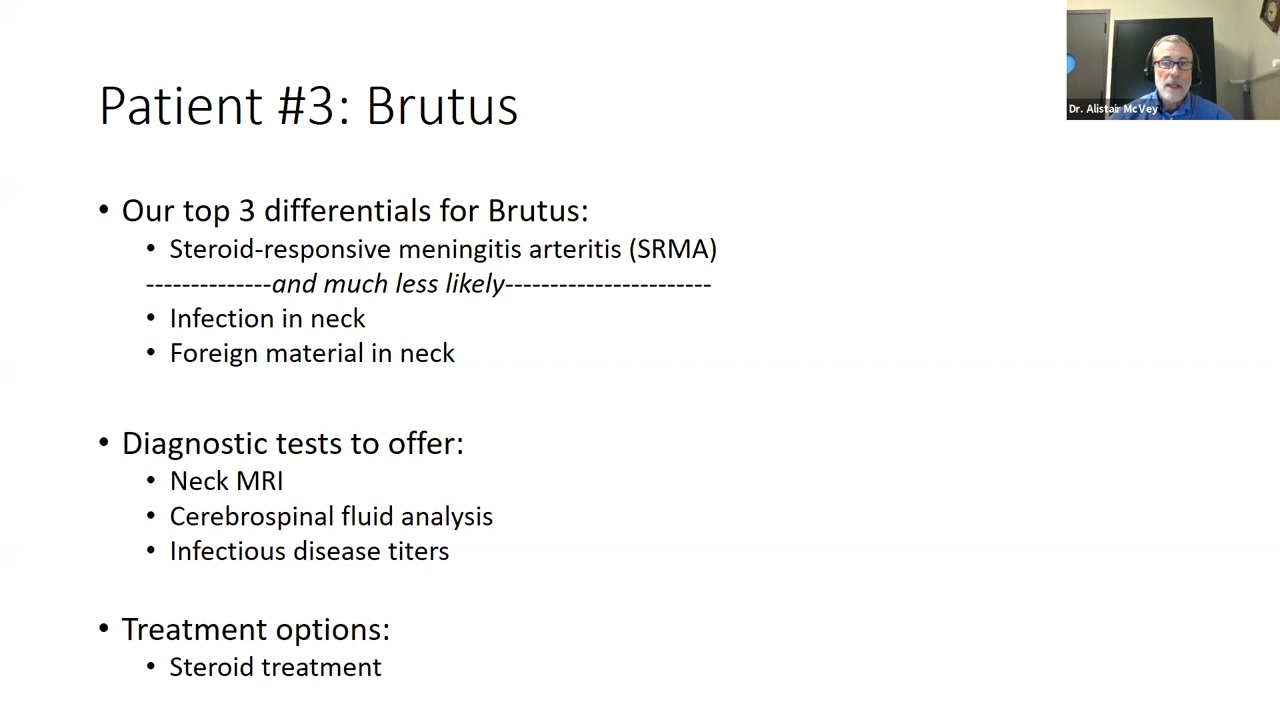 Patient #3: Brutus
Dr. Alistair McVey
• Our top 3 differentials for Brutus:
• Steroid-responsive meningitis arteritis (SRMA)
--------------and much less likely-----------------------
• Infection in neck
• Foreign material in neck
• Diagnostic tests to offer:
• Neck MRI
• Cerebrospinal fluid analysis
• Infectious disease titers
• Treatment options:
• Steroid treatment